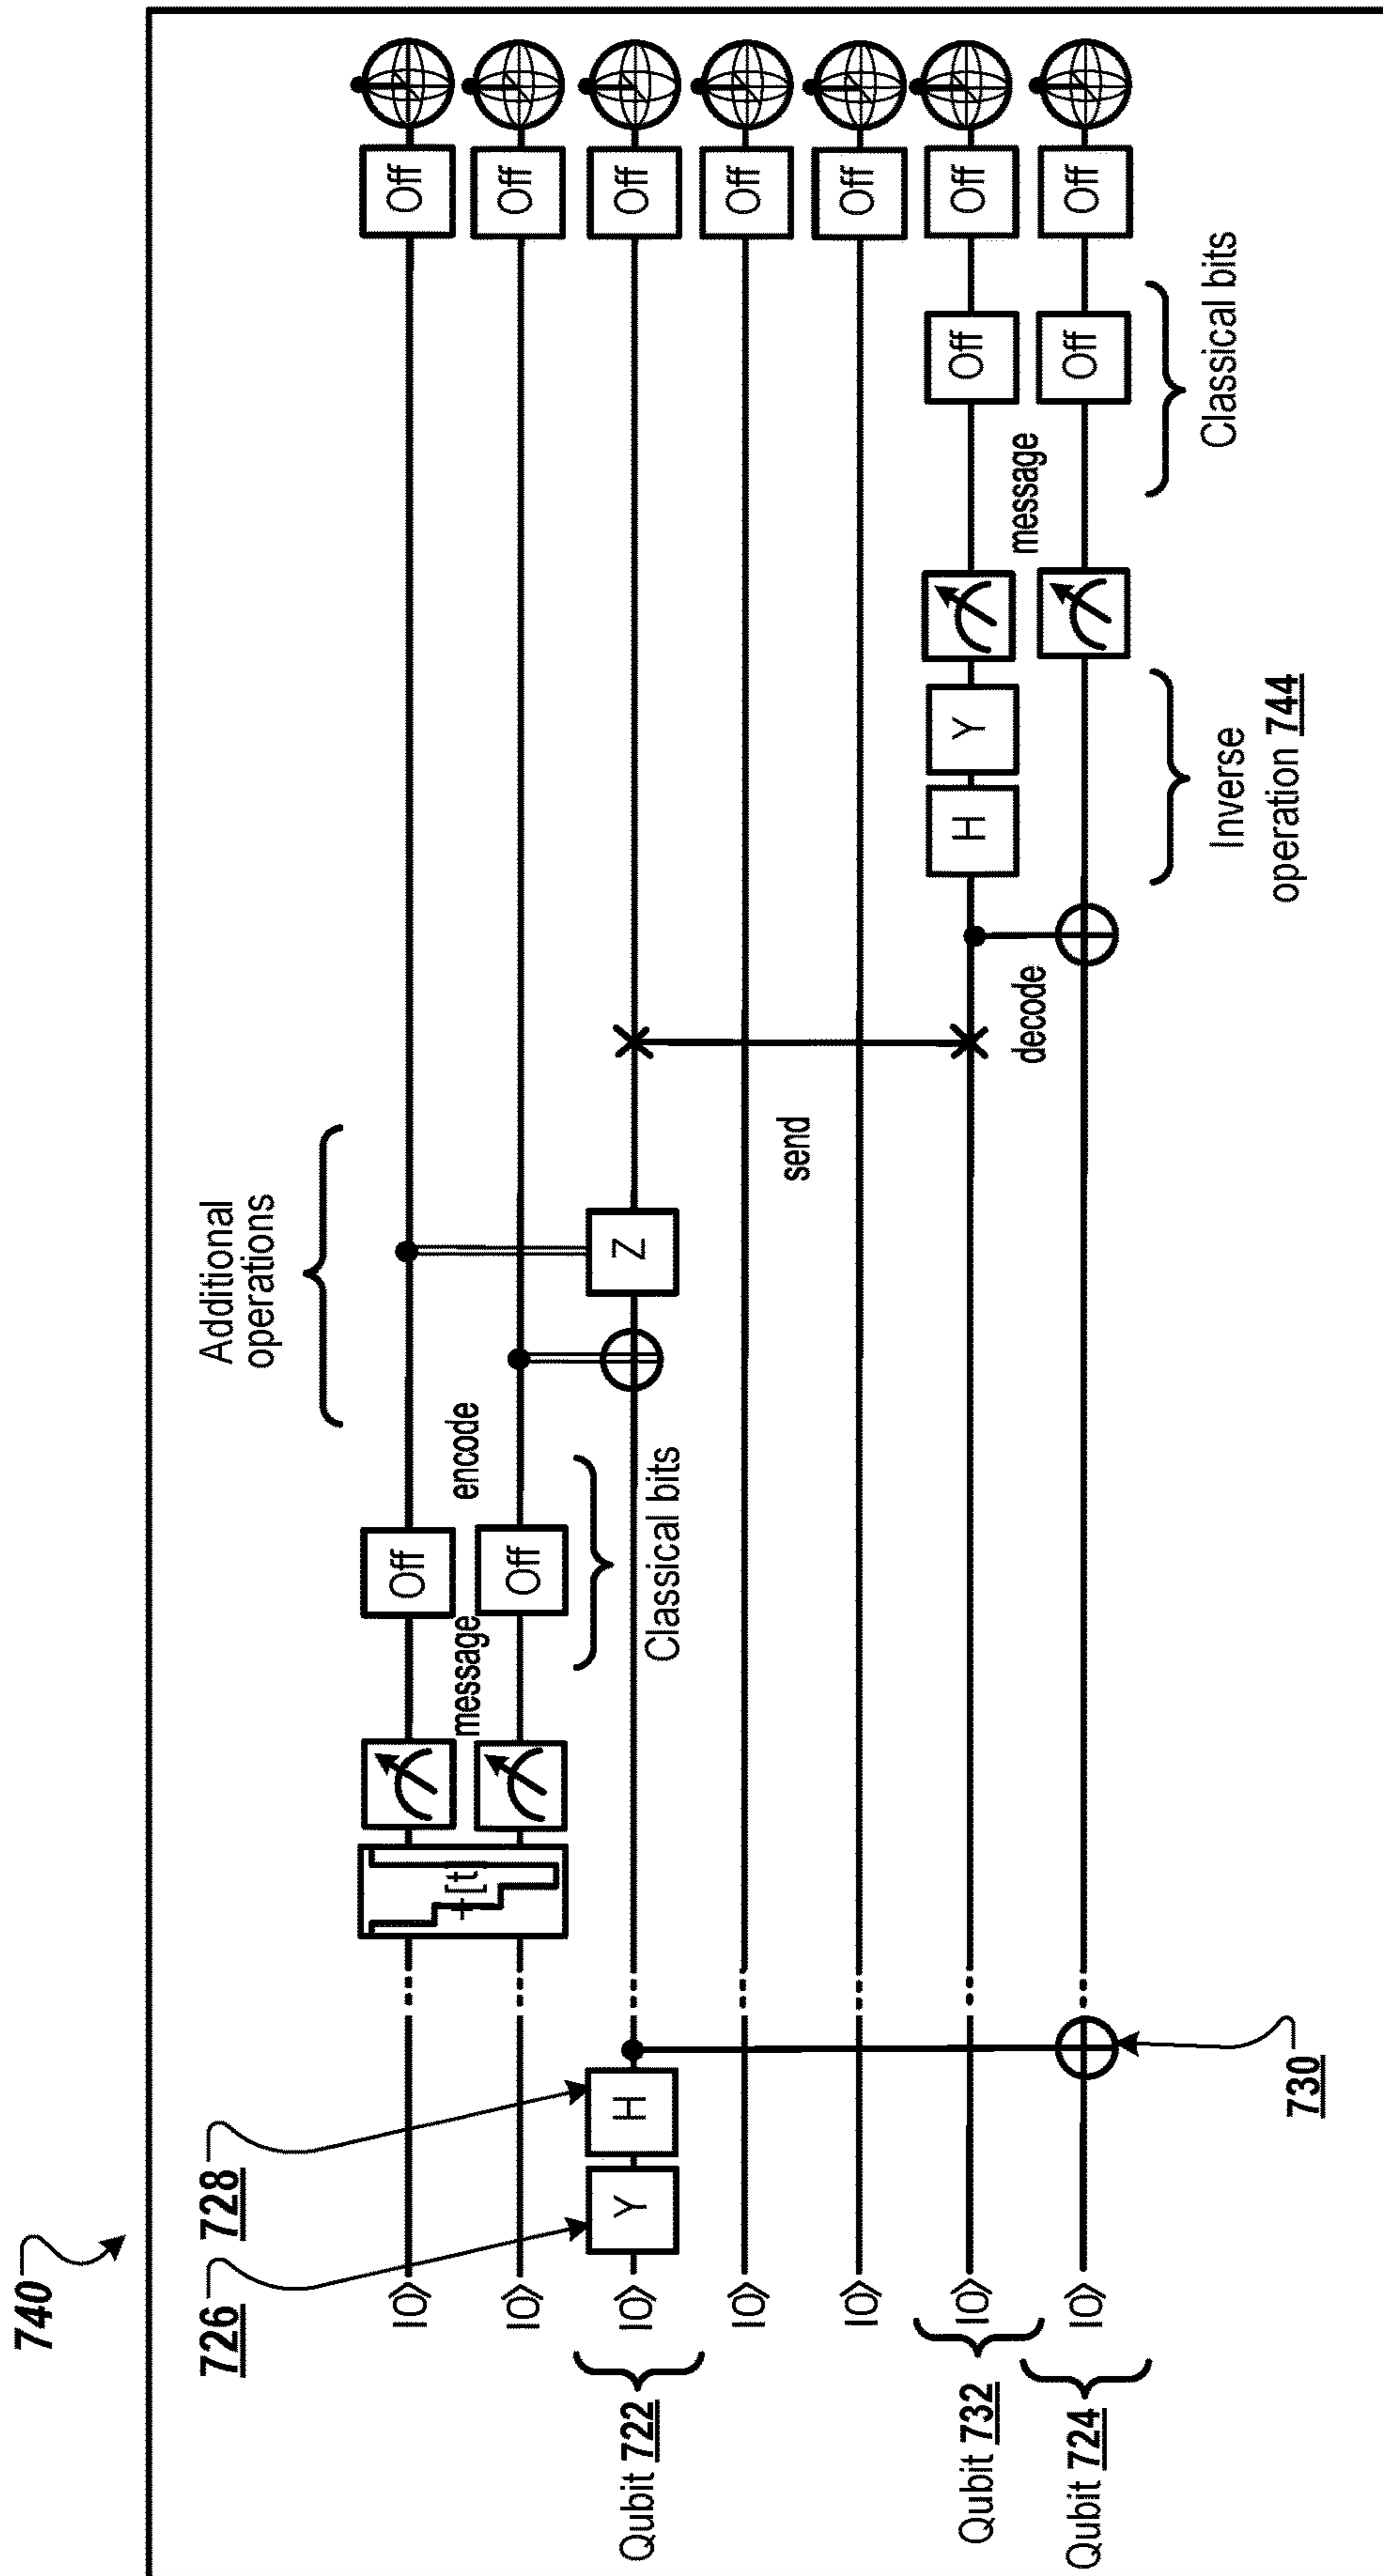 740
726
728
Additional
operations
|0⟩
Off
Off
|0⟩
+[t]
message
Off
encode
Off
Classical bits
Qubit 722
|0⟩
Y
H
Z
Off
|0⟩
send
Off
|0⟩
Off
Qubit 732
|0⟩
decode
H
Y
message
Off
Off
Qubit 724
|0⟩
Off
Off
730
Inverse
operation 744
Classical bits